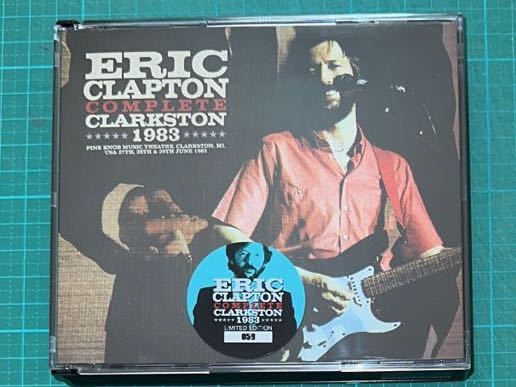 ERIC
CLAPTON
COMPLETE
CLARKSTON
★★★★★ 1983 ★★★★★
PINE KNOB MUSIC THEATRE, CLARKSTON, MI,
USA 27TH, 28TH & 29TH JUNE 1983
ERIC
CLAPTON
COMPLETE
CLARKSTON
★★★★★ 1983 ★★★★★
LIMITED EDITION
059